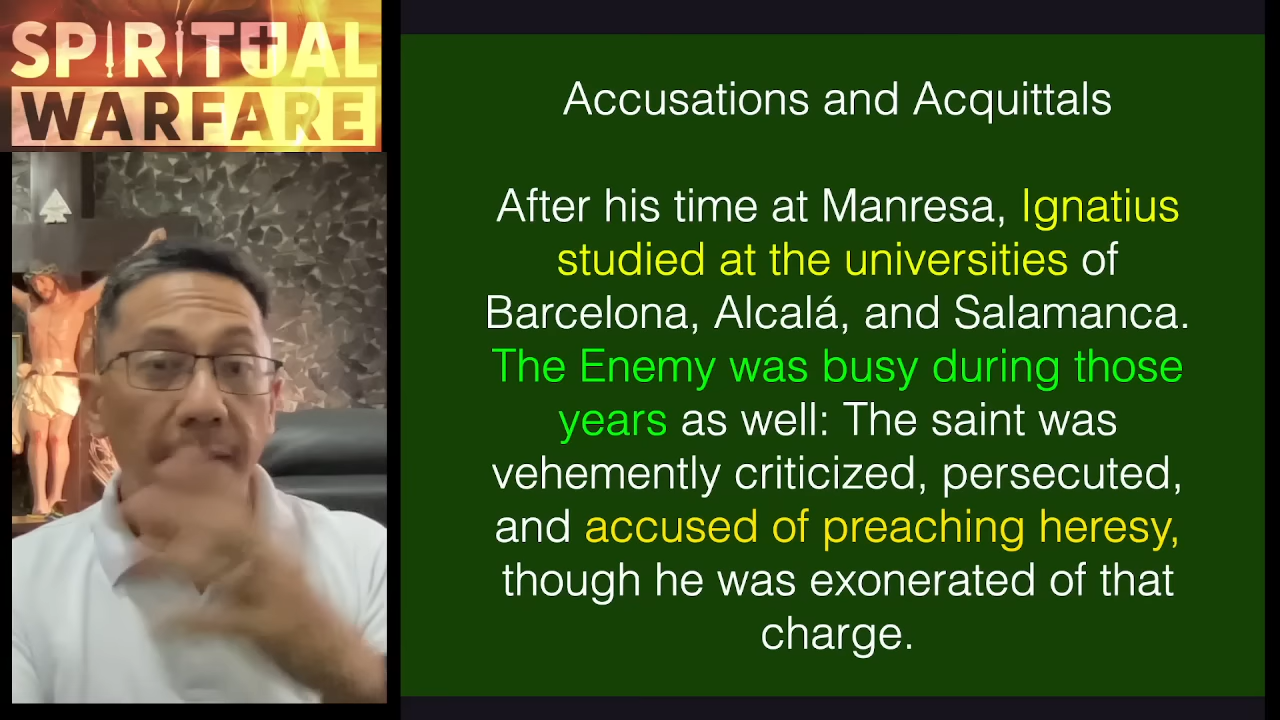 SPIRITUAL
WARFARE
Accusations and Acquittals
After his time at Manresa, Ignatius
studied at the universities of
Barcelona, Alcalá, and Salamanca.
The Enemy was busy during those
years as well: The saint was
vehemently criticized, persecuted,
and accused of preaching heresy,
though he was exonerated of that
charge.